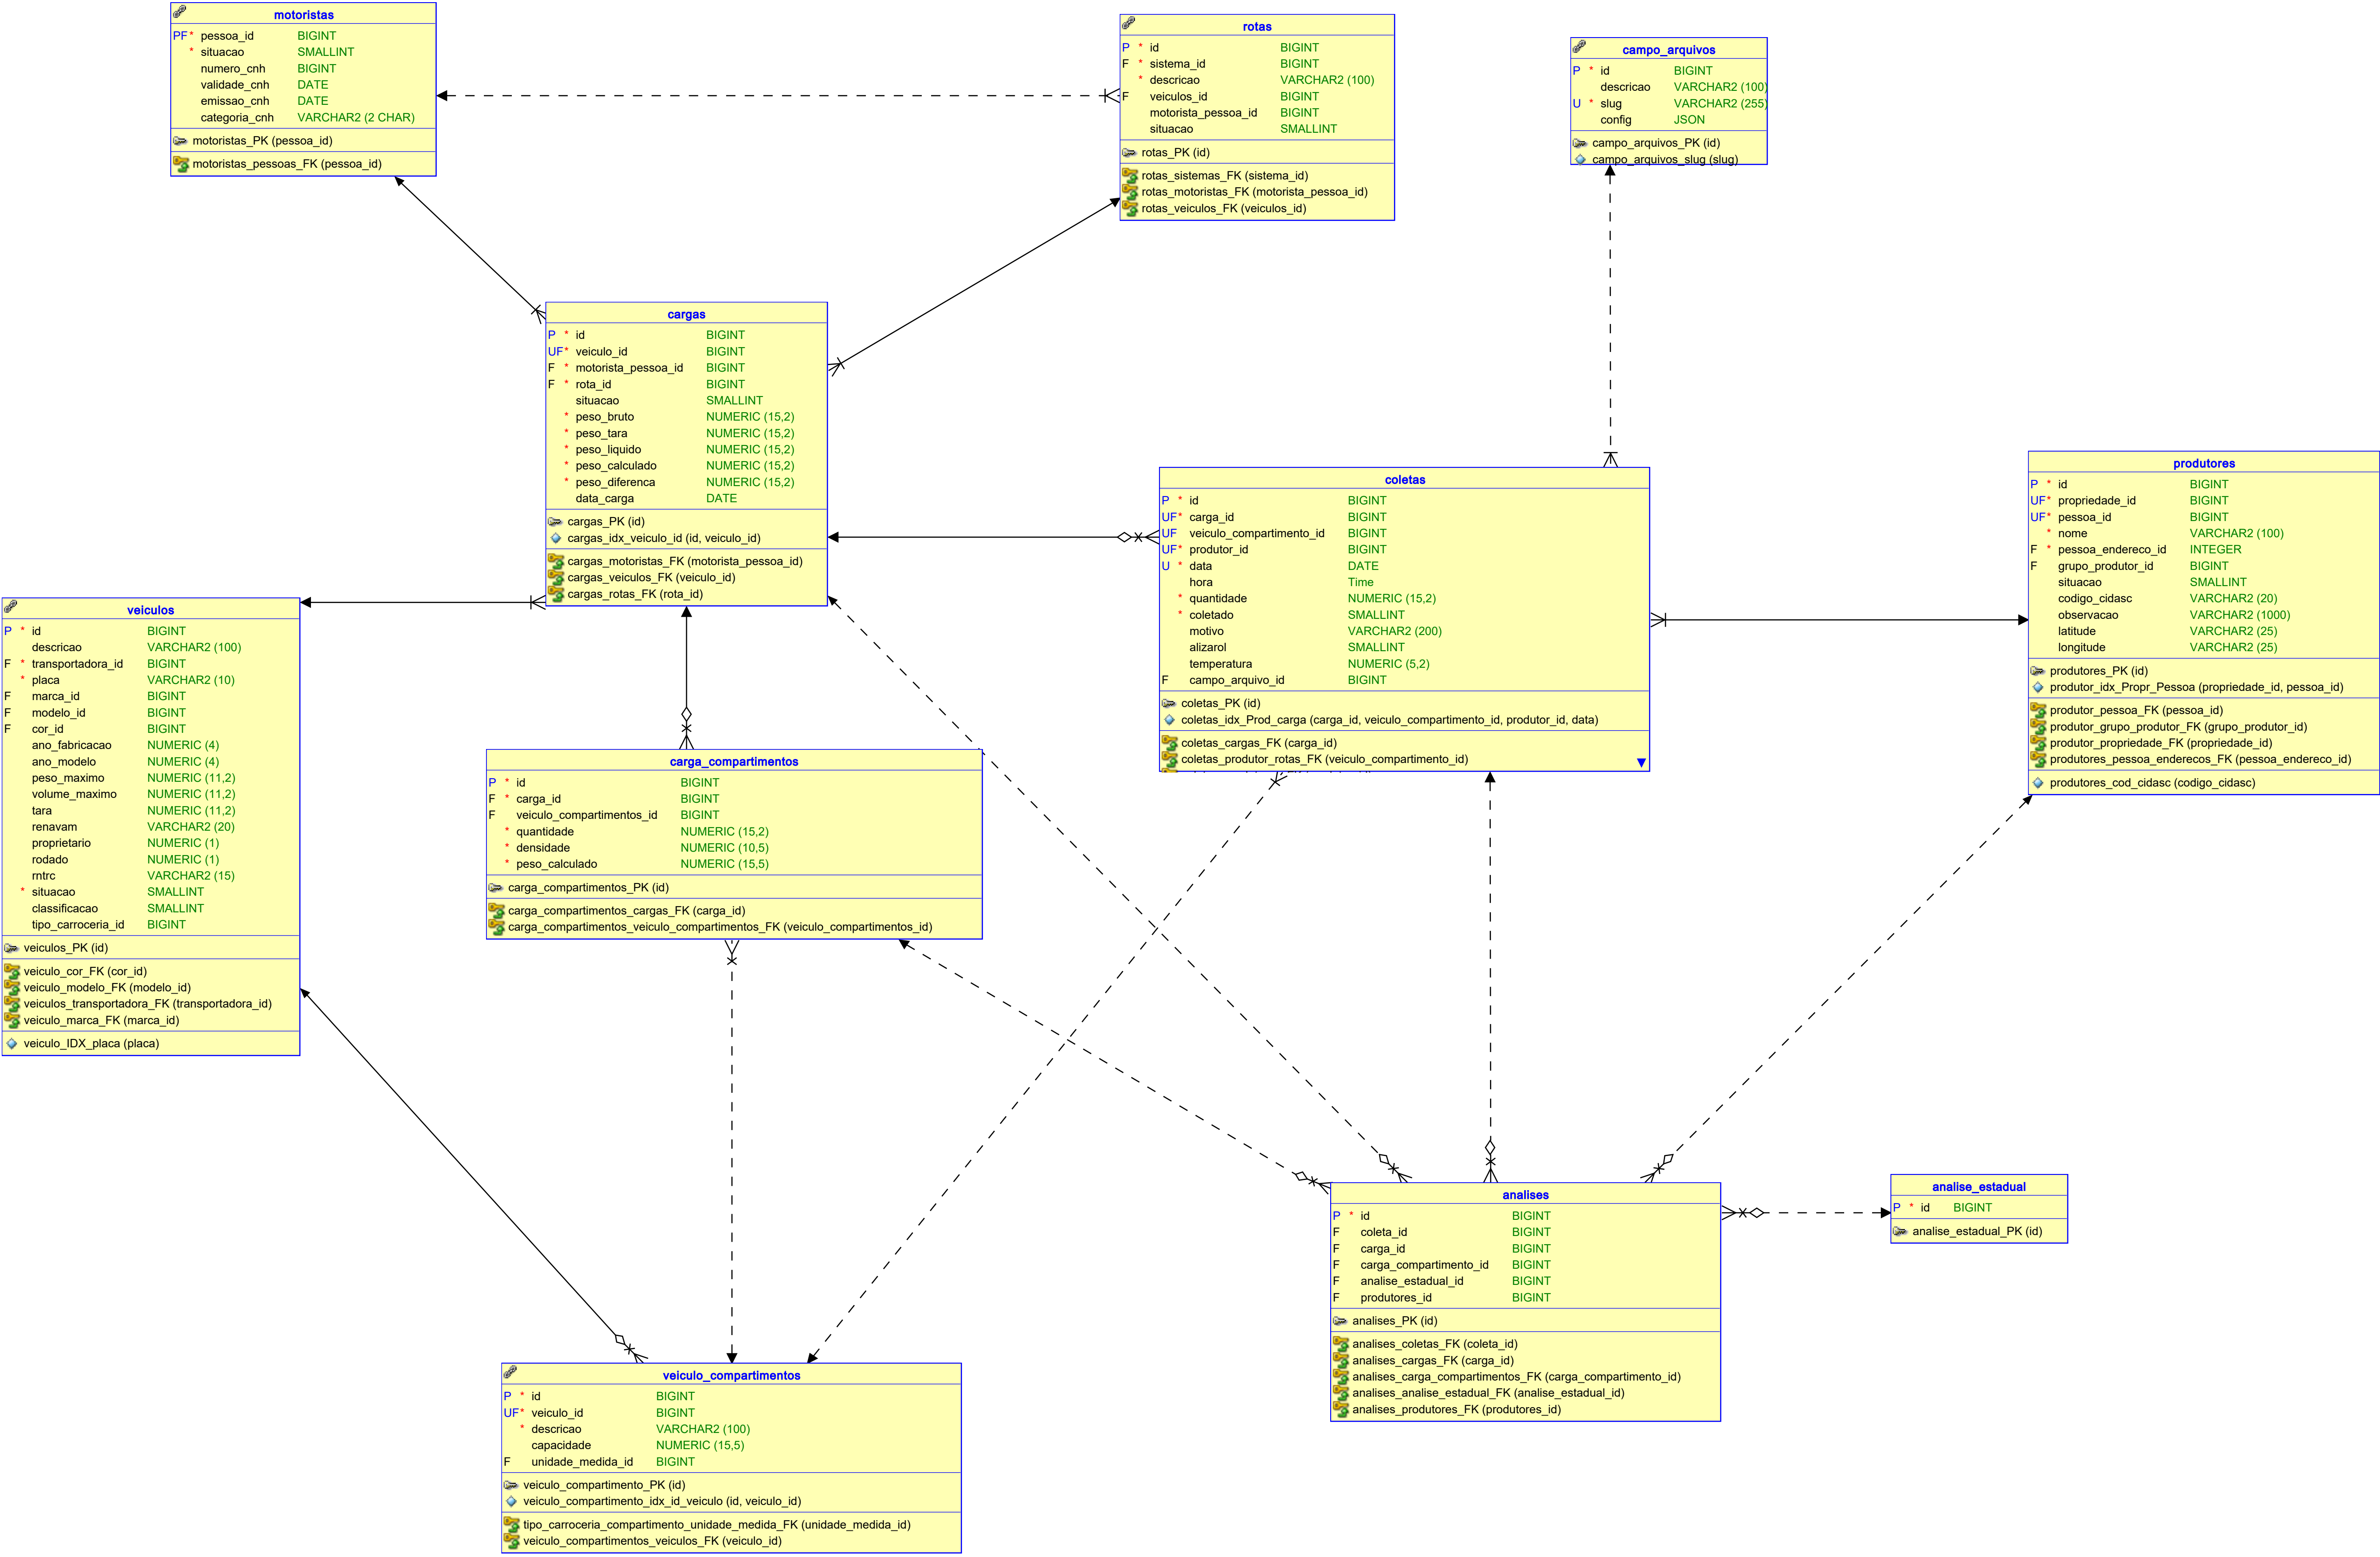 motoristas
PF * pessoa_id BIGINT
* situacao SMALLINT
numero_cnh BIGINT
validade_cnh DATE
emissao_cnh DATE
categoria_cnh VARCHAR2 (2 CHAR)
motoristas_PK (pessoa_id)
motoristas_pessoas_FK (pessoa_id)
rotas
P * id BIGINT
F * sistema_id BIGINT
* descricao VARCHAR2 (100)
F veiculos_id BIGINT
motorista_pessoa_id BIGINT
situacao SMALLINT
rotas_PK (id)
rotas_sistemas_FK (sistema_id)
rotas_motoristas_FK (motorista_pessoa_id)
rotas_veiculos_FK (veiculos_id)
campo_arquivos
P * id BIGINT
descricao VARCHAR2 (100)
U * slug VARCHAR2 (255)
config JSON
campo_arquivos_PK (id)
campo_arquivos_slug (slug)
cargas
P * id BIGINT
UF* veiculo_id BIGINT
F * motorista_pessoa_id BIGINT
F * rota_id BIGINT
situacao SMALLINT
* peso_bruto NUMERIC (15,2)
* peso_tara NUMERIC (15,2)
* peso_liquido NUMERIC (15,2)
* peso_calculado NUMERIC (15,2)
* peso_diferenca NUMERIC (15,2)
data_carga DATE
cargas_PK (id)
cargas_idx_veiculo_id (id, veiculo_id)
cargas_motoristas_FK (motorista_pessoa_id)
cargas_veiculos_FK (veiculo_id)
cargas_rotas_FK (rota_id)
coletas
P * id BIGINT
UF* carga_id BIGINT
UF veiculo_compartimento_id BIGINT
UF* produtor_id BIGINT
U * data DATE
hora Time
* quantidade NUMERIC (15,2)
* coletado SMALLINT
motivo VARCHAR2 (200)
alizarol SMALLINT
temperatura NUMERIC (5,2)
F campo_arquivo_id BIGINT
coletas_PK (id)
coletas_idx_Prod_carga (carga_id, veiculo_compartimento_id, produtor_id, data)
coletas_cargas_FK (carga_id)
coletas_produtor_rotas_FK (veiculo_compartimento_id)
produtores
P * id BIGINT
UF* propriedade_id BIGINT
UF* pessoa_id BIGINT
* nome VARCHAR2 (100)
F * pessoa_endereco_id INTEGER
F grupo_produtor_id BIGINT
situacao SMALLINT
codigo_cidasc VARCHAR2 (20)
observacao VARCHAR2 (1000)
latitude VARCHAR2 (25)
longitude VARCHAR2 (25)
produtores_PK (id)
produtor_idx_Propr_Pessoa (propriedade_id, pessoa_id)
produtor_pessoa_FK (pessoa_id)
produtor_grupo_produtor_FK (grupo_produtor_id)
produtor_propriedade_FK (propriedade_id)
produtores_pessoa_enderecos_FK (pessoa_endereco_id)
produtores_cod_cidasc (codigo_cidasc)
veiculos
P * id BIGINT
descricao VARCHAR2 (100)
F * transportadora_id BIGINT
* placa VARCHAR2 (10)
F marca_id BIGINT
F modelo_id BIGINT
F cor_id BIGINT
ano_fabricacao NUMERIC (4)
ano_modelo NUMERIC (4)
peso_maximo NUMERIC (11,2)
volume_maximo NUMERIC (11,2)
tara NUMERIC (11,2)
renavam VARCHAR2 (20)
proprietario NUMERIC (1)
rodado NUMERIC (1)
rntrc VARCHAR2 (15)
* situacao SMALLINT
classificacao SMALLINT
tipo_carroceria_id BIGINT
veiculos_PK (id)
veiculo_cor_FK (cor_id)
veiculo_modelo_FK (modelo_id)
veiculos_transportadora_FK (transportadora_id)
veiculo_marca_FK (marca_id)
veiculo_IDX_placa (placa)
carga_compartimentos
P * id BIGINT
F * carga_id BIGINT
F veiculo_compartimentos_id BIGINT
* quantidade NUMERIC (15,2)
* densidade NUMERIC (10,5)
* peso_calculado NUMERIC (15,5)
carga_compartimentos_PK (id)
carga_compartimentos_cargas_FK (carga_id)
carga_compartimentos_veiculo_compartimentos_FK (veiculo_compartimentos_id)
analises
P * id BIGINT
F coleta_id BIGINT
F carga_id BIGINT
F carga_compartimento_id BIGINT
F analise_estadual_id BIGINT
F produtores_id BIGINT
analises_PK (id)
analises_coletas_FK (coleta_id)
analises_cargas_FK (carga_id)
analises_carga_compartimentos_FK (carga_compartimento_id)
analises_analise_estadual_FK (analise_estadual_id)
analises_produtores_FK (produtores_id)
analise_estadual
P * id BIGINT
analise_estadual_PK (id)
veiculo_compartimentos
P * id BIGINT
UF* veiculo_id BIGINT
* descricao VARCHAR2 (100)
capacidade NUMERIC (15,5)
F unidade_medida_id BIGINT
veiculo_compartimento_PK (id)
veiculo_compartimento_idx_id_veiculo (id, veiculo_id)
tipo_carroceria_compartimento_unidade_medida_FK (unidade_medida_id)
veiculo_compartimentos_veiculos_FK (veiculo_id)